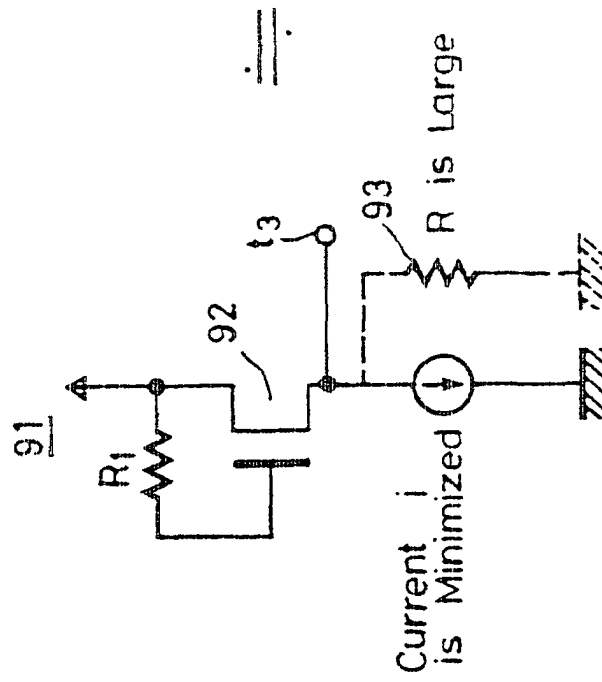 91
R1
92
t3
93
Current i
is Minimized
R is Large